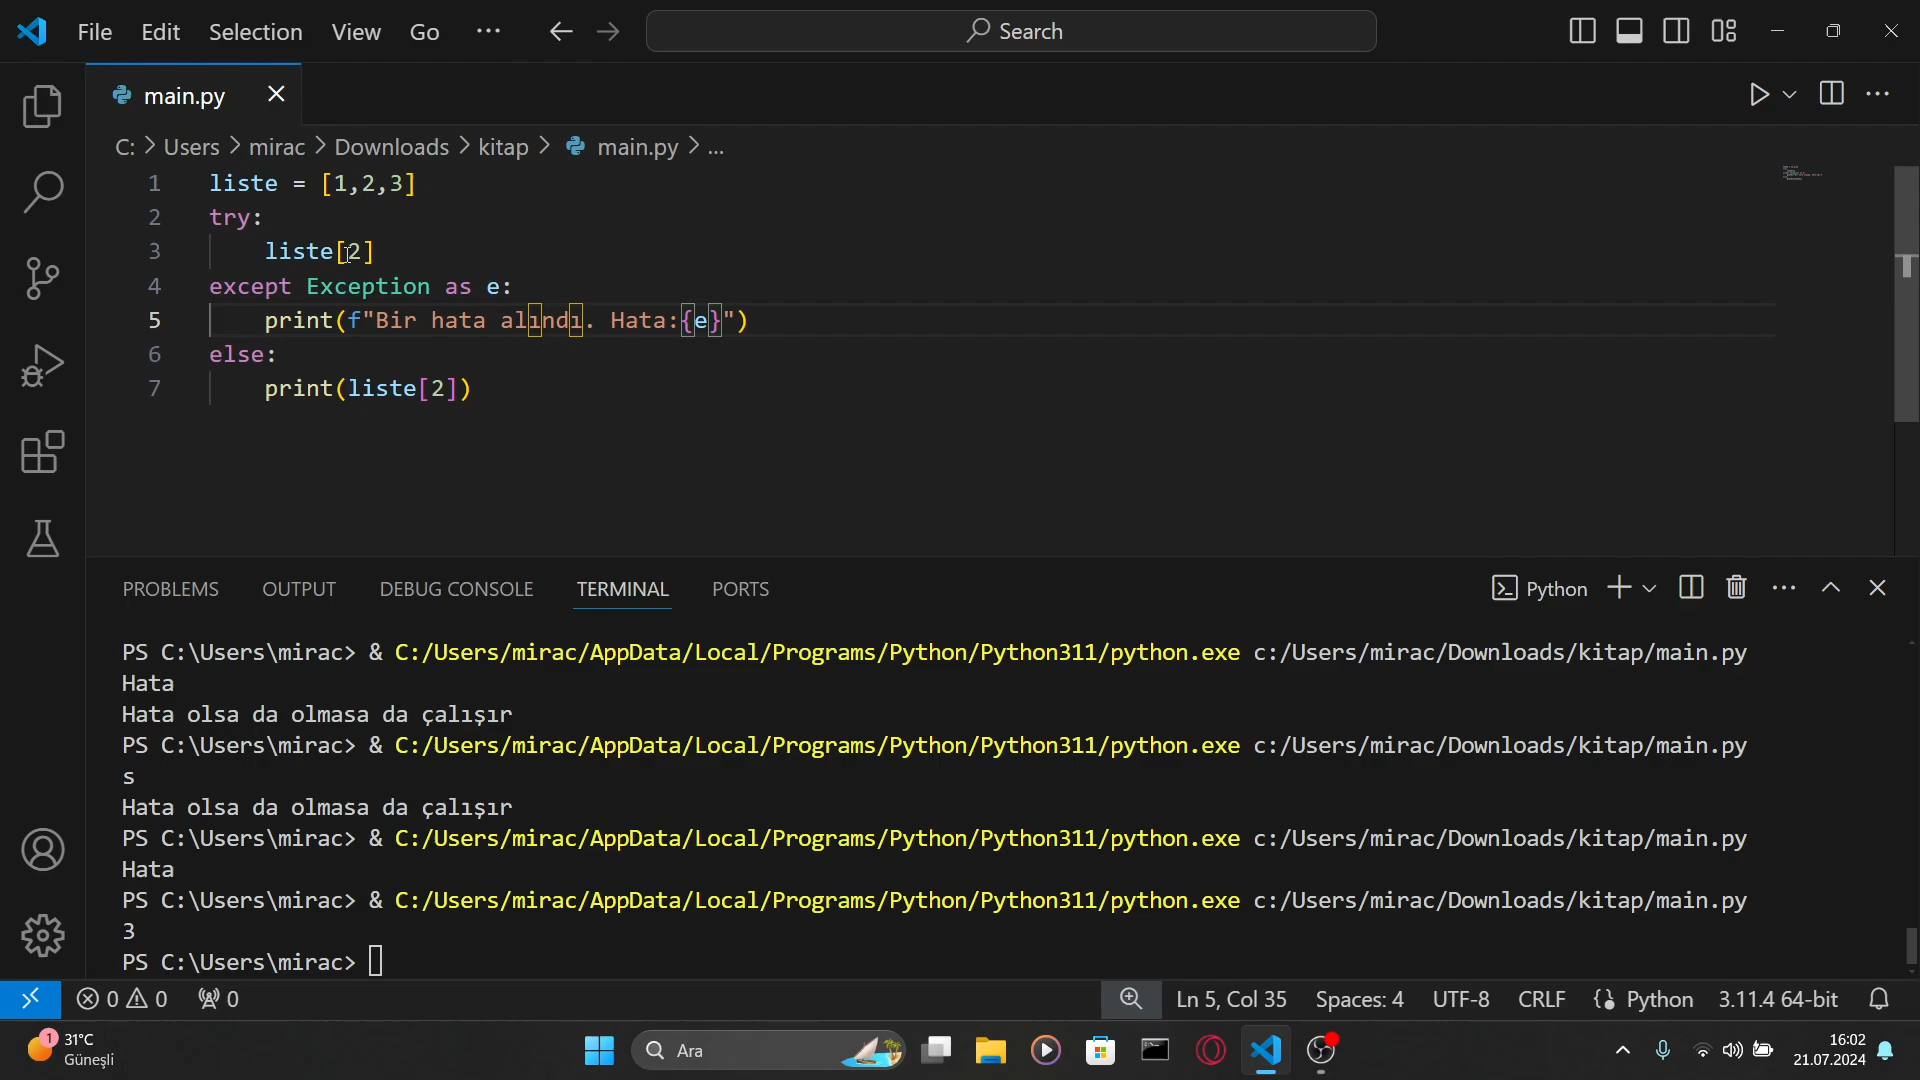 File Edit Selection View Go ··· Search
main.py
C: > Users > mirac > Downloads > kitap > main.py > ...
1 liste = [1,2,3]
2 try:
3 liste[2]
4 except Exception as e:
5 print(f"Bir hata alındı. Hata:{e}")
6 else:
7 print(liste[2])
PROBLEMS OUTPUT DEBUG CONSOLE TERMINAL PORTS Python
PS C:\Users\mirac> & C:/Users/mirac/AppData/Local/Programs/Python/Python311/python.exe c:/Users/mirac/Downloads/kitap/main.py
Hata
Hata olsa da olmasa da çalışır
PS C:\Users\mirac> & C:/Users/mirac/AppData/Local/Programs/Python/Python311/python.exe c:/Users/mirac/Downloads/kitap/main.py
s
Hata olsa da olmasa da çalışır
PS C:\Users\mirac> & C:/Users/mirac/AppData/Local/Programs/Python/Python311/python.exe c:/Users/mirac/Downloads/kitap/main.py
Hata
PS C:\Users\mirac> & C:/Users/mirac/AppData/Local/Programs/Python/Python311/python.exe c:/Users/mirac/Downloads/kitap/main.py
3
PS C:\Users\mirac>
0 0 0 Ln 5, Col 35 Spaces: 4 UTF-8 CRLF Python 3.11.4 64-bit
1 31°C Ara 16:02
Güneşli 21.07.2024